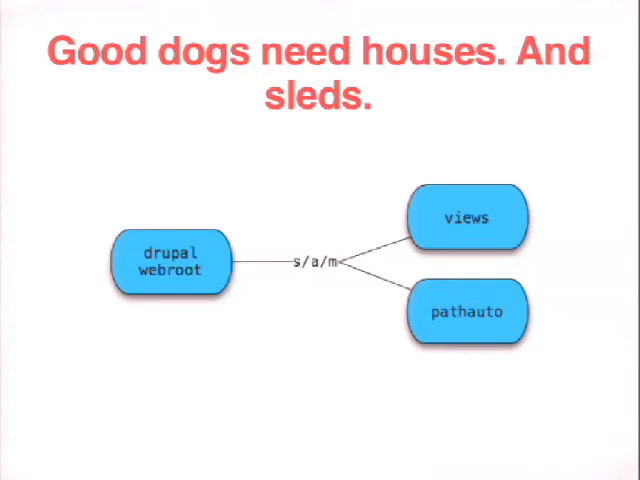 Good dogs need houses. And
sleds.
views
drupal
webroot
s/a/m
pathauto